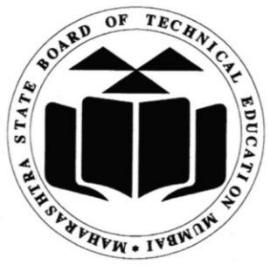 MAHARASHTRA STATE BOARD OF TECHNICAL EDUCATION MUMBAI *